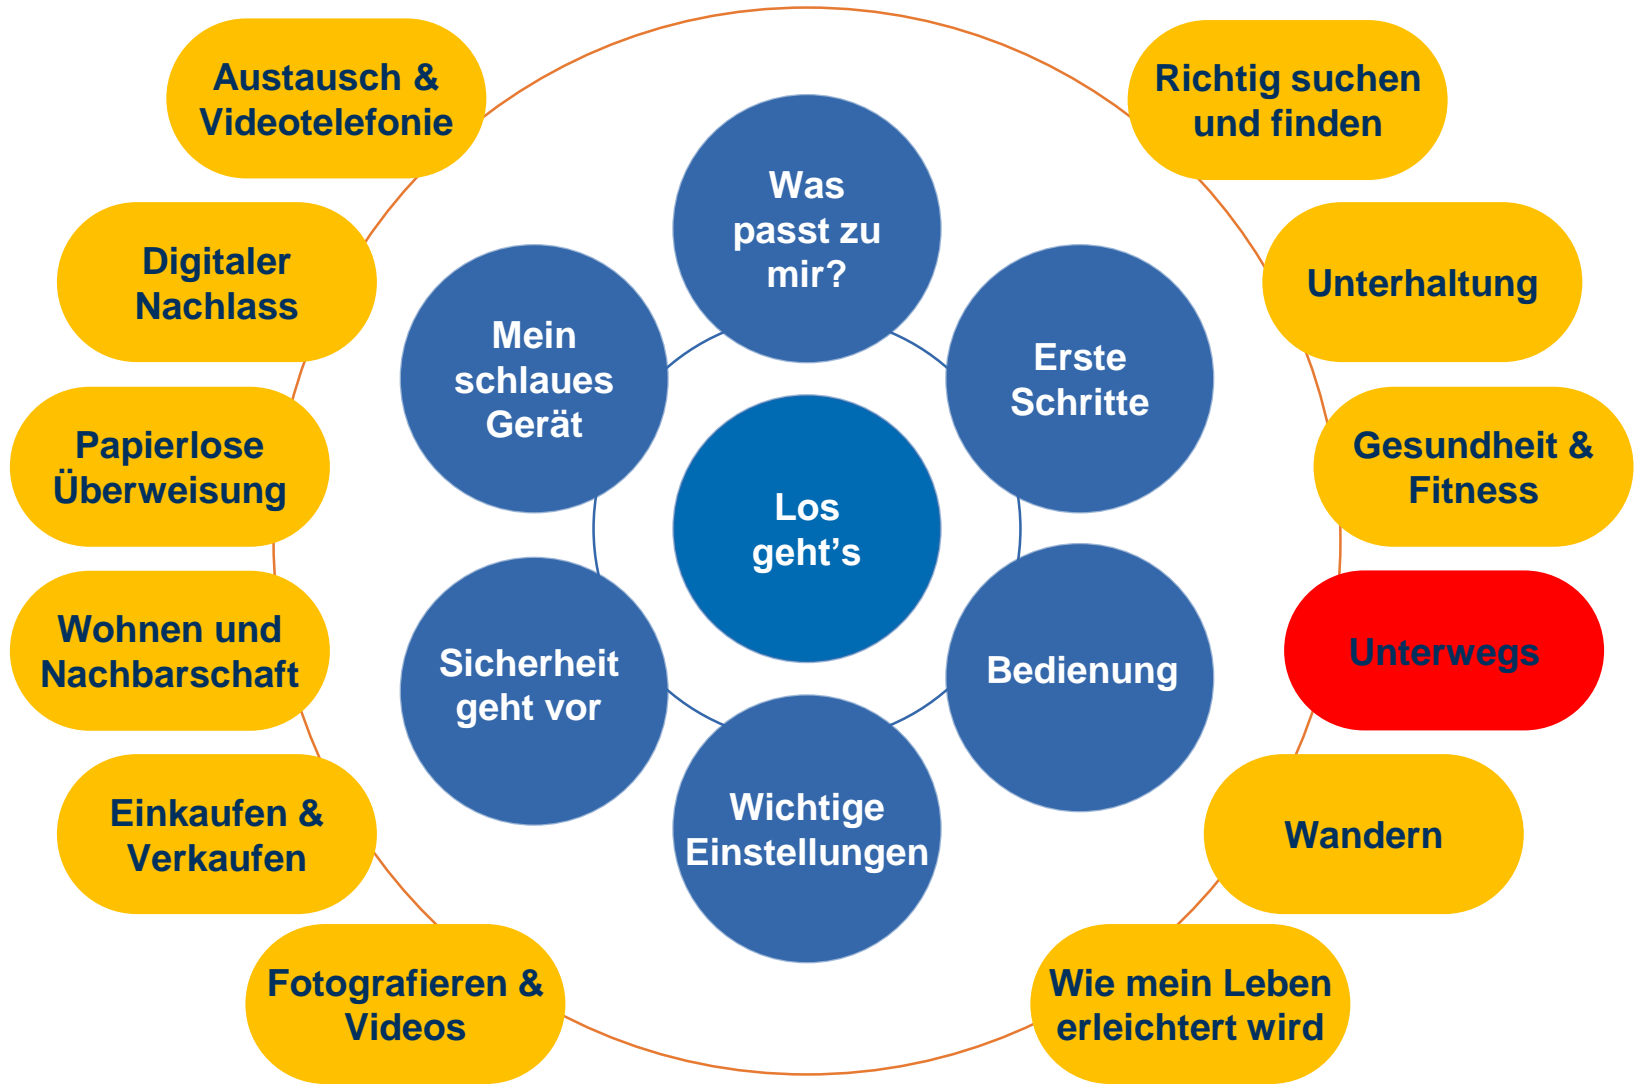 Austausch &
Videotelefonie
Richtig suchen
und finden
Was
passt zu
mir?
Digitaler
Nachlass
Unterhaltung
Mein
schlaues
Gerät
Erste
Schritte
Papierlose
Überweisung
Gesundheit &
Fitness
Los
geht’s
Wohnen und
Nachbarschaft
Sicherheit
geht vor
Bedienung
Unterwegs
Einkaufen &
Verkaufen
Wichtige
Einstellungen
Wandern
Fotografieren &
Videos
Wie mein Leben
erleichtert wird